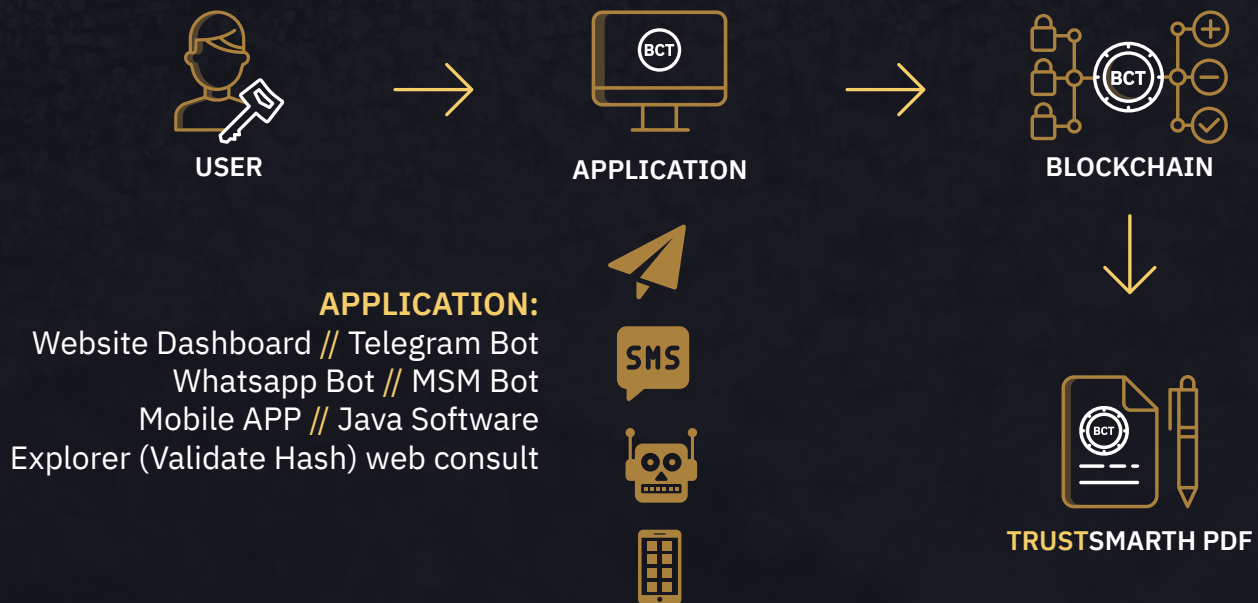 BCT
BCT
USER
APPLICATION
BLOCKCHAIN
APPLICATION:
Website Dashboard // Telegram Bot
Whatsapp Bot // MSM Bot
Mobile APP // Java Software
Explorer (Validate Hash) web consult
SMS
BCT
TRUSTSMARTH PDF